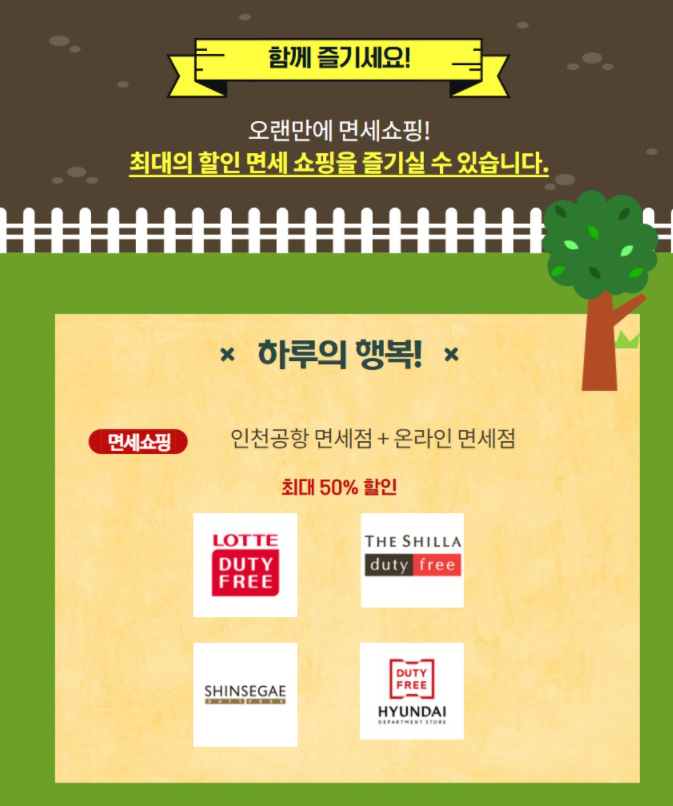 함께 즐기세요!
오랜만에 면세쇼핑!
최대의 할인 면세 쇼핑을 즐기실 수 있습니다.
× 하루의 행복! ×
면세쇼핑 인천공항 면세점 + 온라인 면세점
최대 50% 할인
LOTTE
DUTY
FREE
THE SHILLA
duty free
SHINSEGAE
DUTY FREE
DUTY
FREE
HYUNDAI
DEPARTMENT STORE